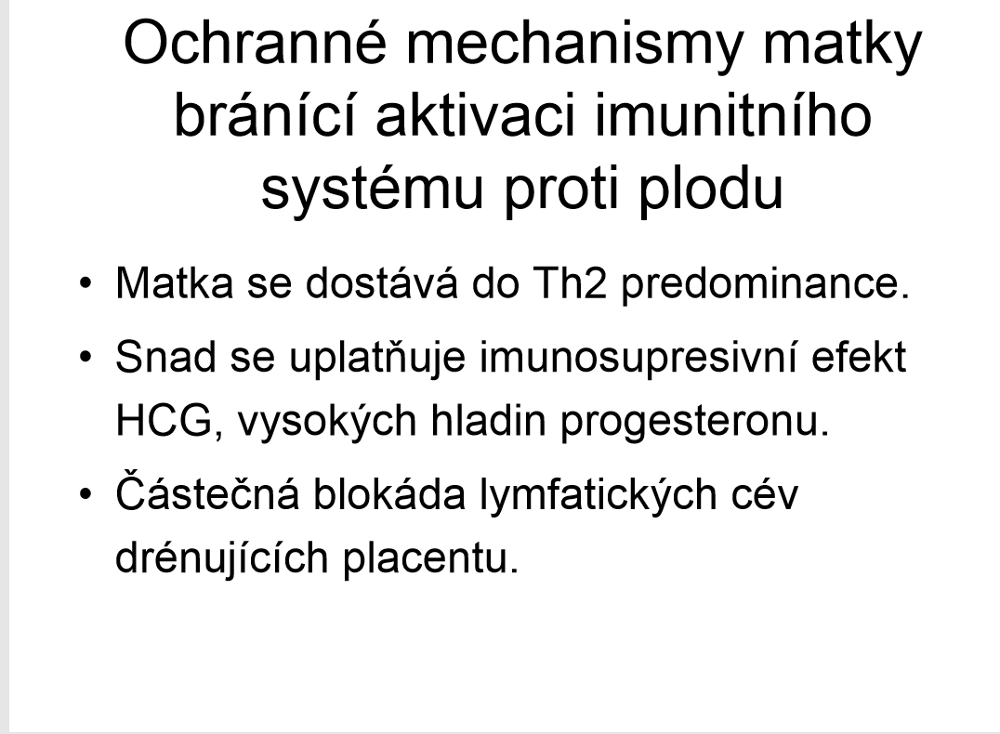 Ochranné mechanismy matky
bránící aktivaci imunitního
systému proti plodu
• Matka se dostává do Th2 predominance.
• Snad se uplatňuje imunosupresivní efekt
HCG, vysokých hladin progesteronu.
• Částečná blokáda lymfatických cév
drénujících placentu.